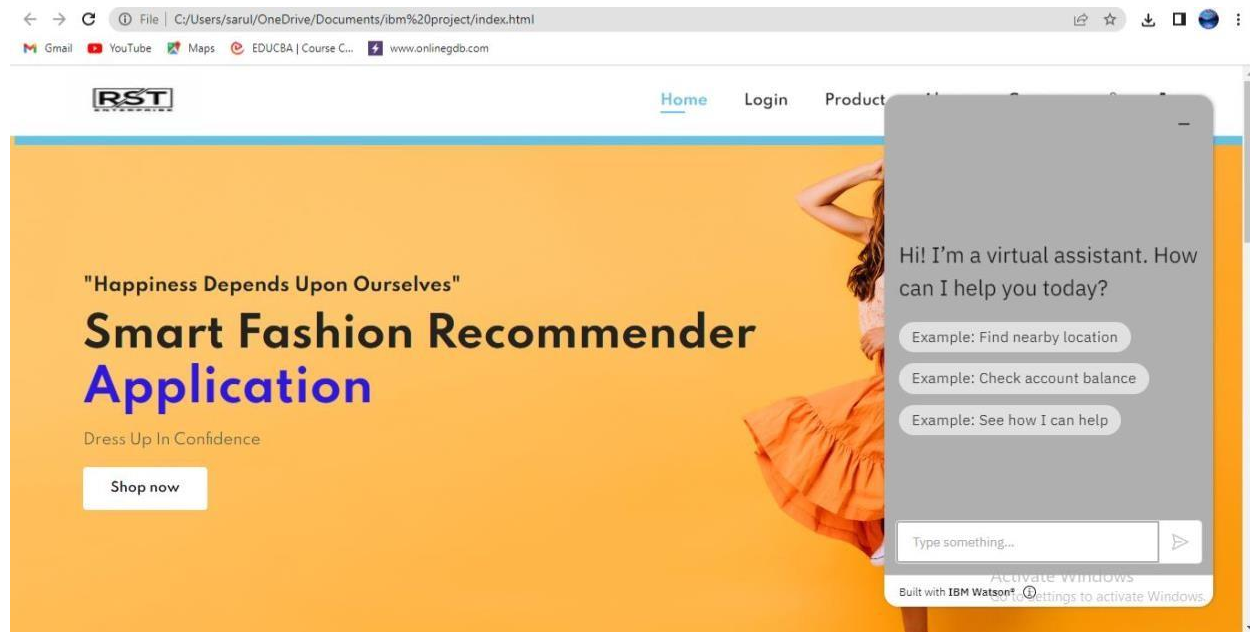 File | C:/Users/sarul/OneDrive/Documents/ibm%20project/index.html
Gmail YouTube Maps EDUCBA | Course C... www.onlinegdb.com
RST
ENTERPRISE
Home Login Product
"Happiness Depends Upon Ourselves"
Smart Fashion Recommender
Application
Dress Up In Confidence
Shop now
Hi! I'm a virtual assistant. How
can I help you today?
Example: Find nearby location
Example: Check account balance
Example: See how I can help
Type something...
Activate Windows
Built with IBM Watson®
Go to Settings to activate Windows.